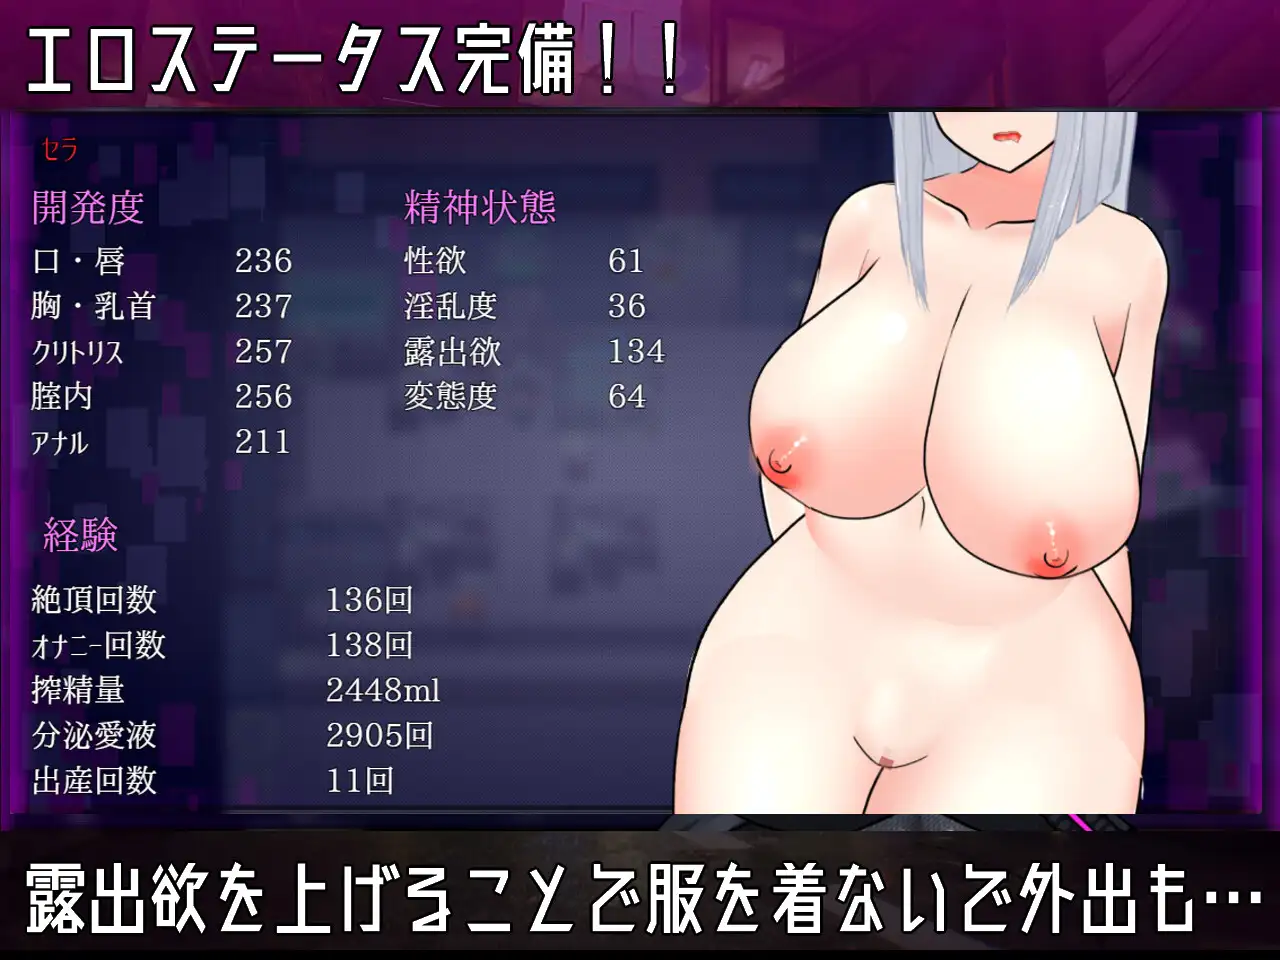 エロステータス完備！！
セラ
開発度
口・唇 236
胸・乳首 237
クリトリス 257
膣内 256
アナル 211
精神状態
性欲 61
淫乱度 36
露出欲 134
変態度 64
経験
絶頂回数 136回
オナニー回数 138回
搾精量 2448ml
分泌愛液 2905回
出産回数 11回
露出欲を上げることで服を着ないで外出も…